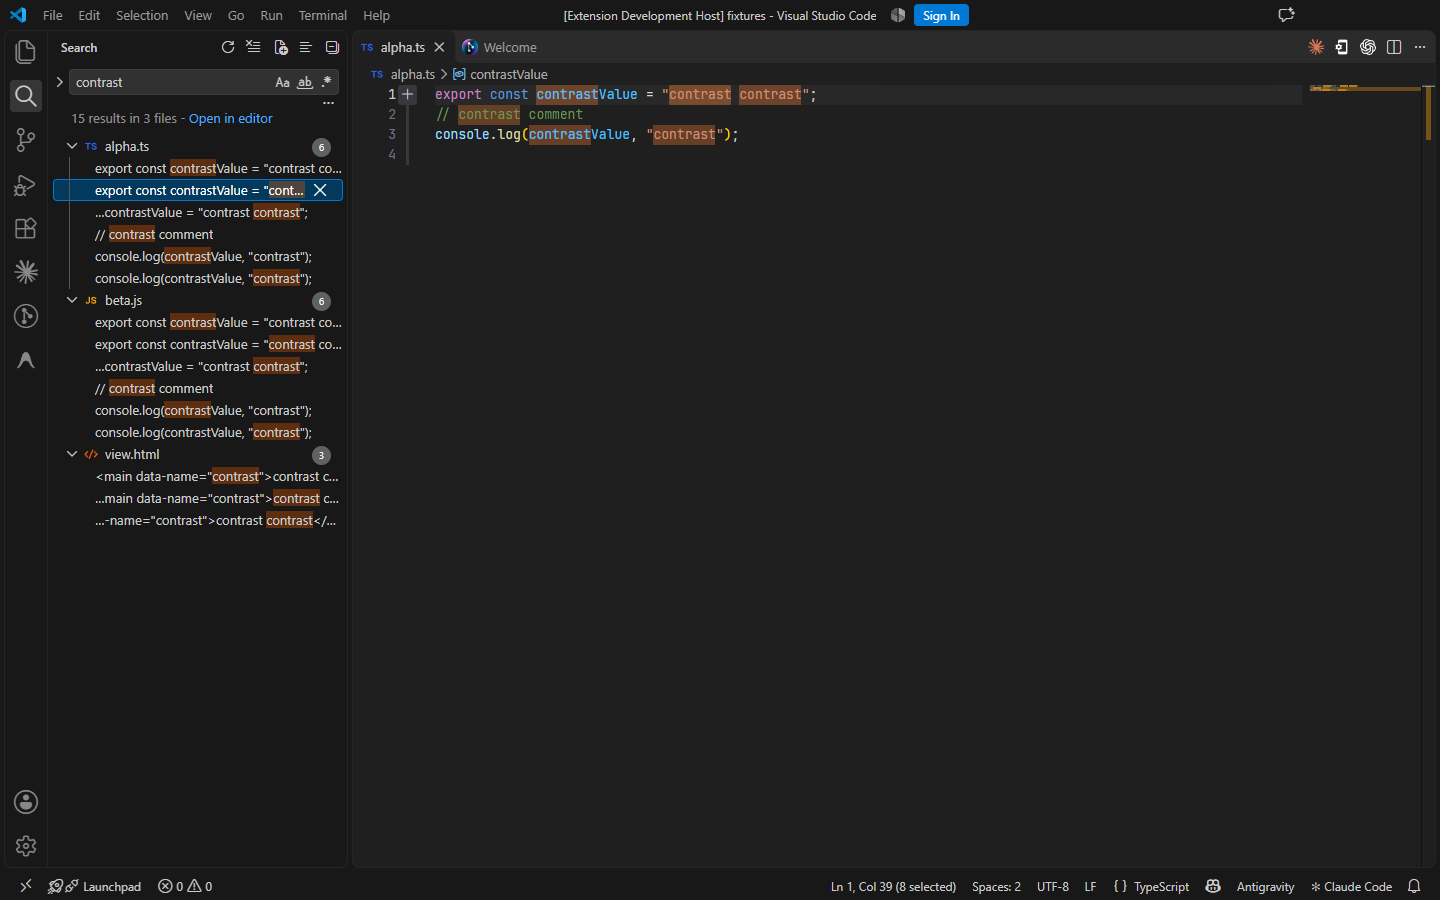 File Edit Selection View Go Run Terminal Help
[Extension Development Host] fixtures - Visual Studio Code
Sign In
Search
contrast
Aa ab .*
15 results in 3 files - Open in editor
TS alpha.ts 6
export const contrastValue = "contrast co...
export const contrastValue = "cont...
...contrastValue = "contrast contrast";
// contrast comment
console.log(contrastValue, "contrast");
console.log(contrastValue, "contrast");
JS beta.js 6
export const contrastValue = "contrast co...
export const contrastValue = "contrast co...
...contrastValue = "contrast contrast";
// contrast comment
console.log(contrastValue, "contrast");
console.log(contrastValue, "contrast");
</> view.html 3
<main data-name="contrast">contrast c...
...main data-name="contrast">contrast c...
...-name="contrast">contrast contrast</...
TS alpha.ts Welcome
TS alpha.ts > contrastValue
1 export const contrastValue = "contrast contrast";
2 // contrast comment
3 console.log(contrastValue, "contrast");
4
Launchpad 0 0
Ln 1, Col 39 (8 selected) Spaces: 2 UTF-8 LF { } TypeScript Antigravity Claude Code